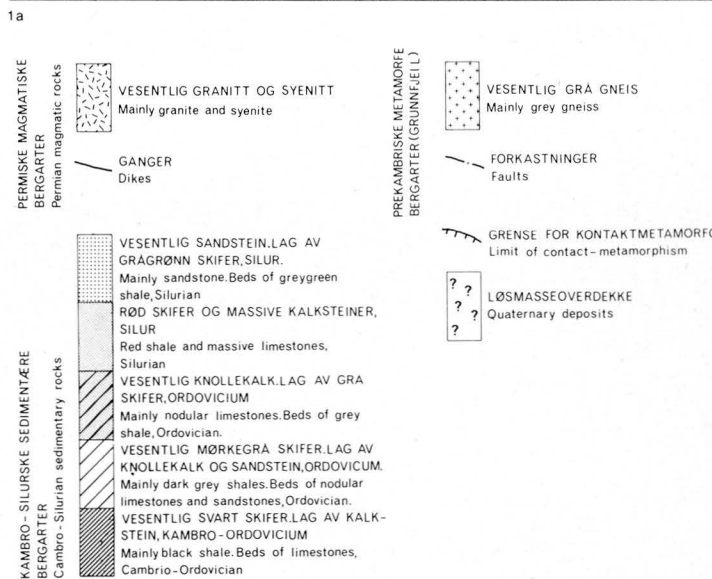 1a
PERMISKE MAGMATISKE
BERGARTER
Permian magmatic rocks
VESENTLIG GRANITT OG SYENITT
Mainly granite and syenite
GANGER
Dikes
KAMBRO-SILURSKE SEDIMENTÆRE
BERGARTER
Cambro-Silurian sedimentary rocks
VESENTLIG SANDSTEIN.LAG AV
GRÅGRØNN SKIFER,SILUR.
Mainly sandstone.Beds of greygreen
shale,Silurian
RØD SKIFER OG MASSIVE KALKSTEINER,
SILUR
Red shale and massive limestones,
Silurian
VESENTLIG KNOLLEKALK.LAG AV GRÅ
SKIFER,ORDOVICIUM
Mainly nodular limestones.Beds of grey
shale,Ordovician.
VESENTLIG MØRKEGRÅ SKIFER.LAG AV
KNOLLEKALK OG SANDSTEIN,ORDOVICUM.
Mainly dark grey shales.Beds of nodular
limestones and sandstones,Ordovician.
VESENTLIG SVART SKIFER.LAG AV KALK-
STEIN,KAMBRO-ORDOVICIUM
Mainly black shale.Beds of limestones,
Cambrio-Ordovician
PREKAMBRISKE METAMORFE
BERGARTER(GRUNNFJELL)
VESENTLIG GRÅ GNEIS
Mainly grey gneiss
FORKASTNINGER
Faults
GRENSE FOR KONTAKTMETAMORFO
Limit of contact-metamorphism
? ? ? ? ?
LØSMASSEOVERDEKKE
Quaternary deposits